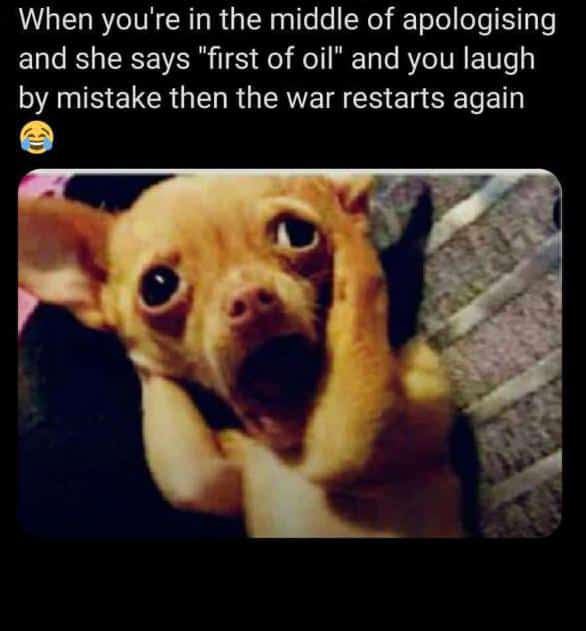 When you're in the middle of apologising
and she says "first of oil" and you laugh
by mistake then the war restarts again
😂